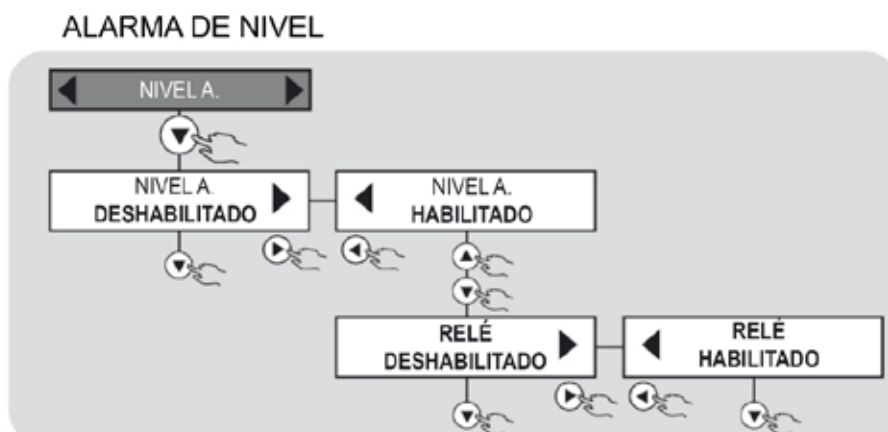 ALARMA DE NIVEL
NIVEL A.
NIVEL A.
DESHABILITADO
NIVEL A.
HABILITADO
RELÉ
DESHABILITADO
RELÉ
HABILITADO